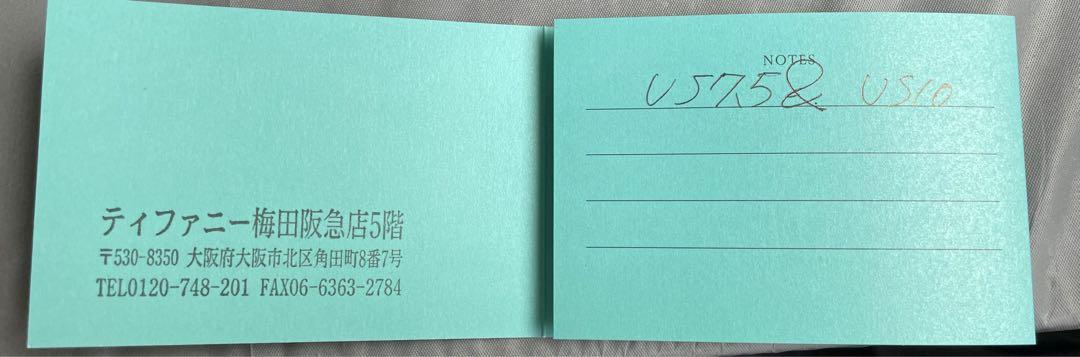 ティファニー梅田阪急店5階
〒530-8350 大阪府大阪市北区角田町8番7号
TEL0120-748-201 FAX06-6363-2784
NOTES
US7.5& US10